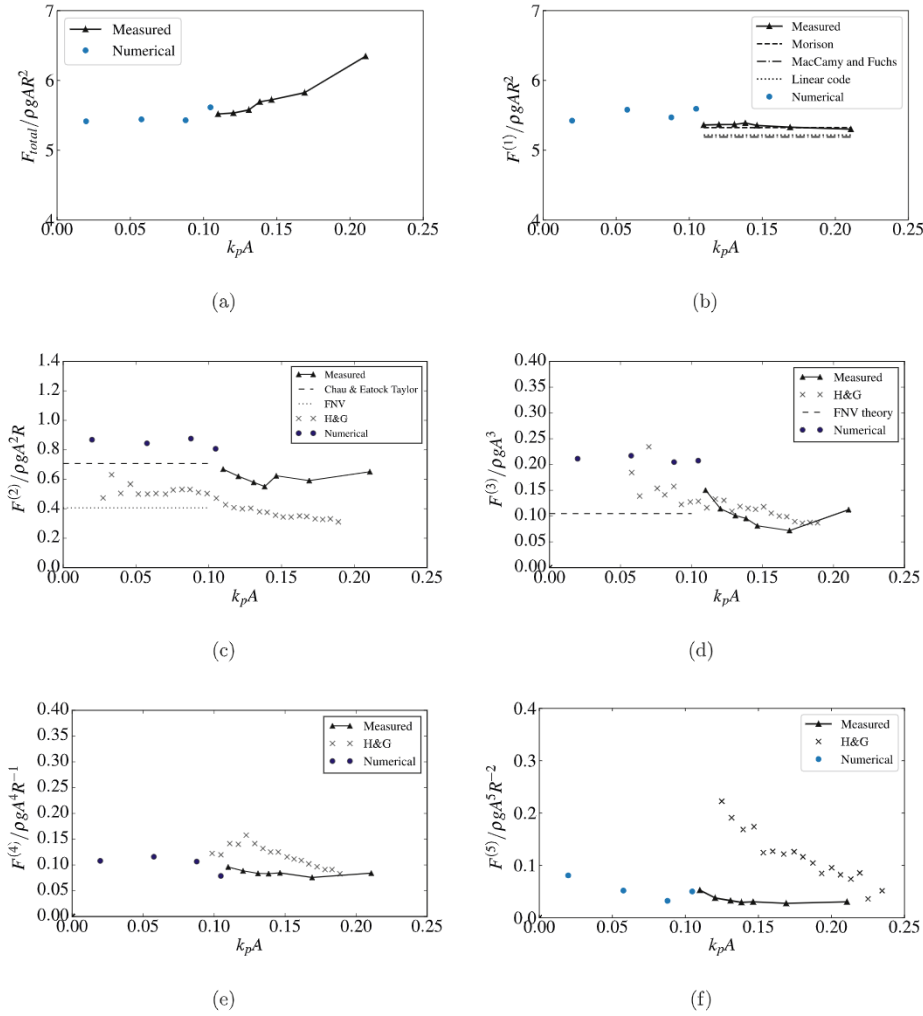 7
6
5
4
F_total/ρgAR²
0.00 0.05 0.10 0.15 0.20 0.25
k_pA
Measured
Numerical
(a)
7
6
5
4
F^(1)/ρgAR²
0.00 0.05 0.10 0.15 0.20 0.25
k_pA
Measured
Morison
MacCamy and Fuchs
Linear code
Numerical
(b)
1.4
1.2
1.0
0.8
0.6
0.4
0.2
0.0
F^(2)/ρgA²R
0.00 0.05 0.10 0.15 0.20 0.25
k_pA
Measured
Chau & Eatock Taylor
FNV
H&G
Numerical
(c)
0.40
0.35
0.30
0.25
0.20
0.15
0.10
0.05
0.00
F^(3)/ρgA³
0.00 0.05 0.10 0.15 0.20 0.25
k_pA
Measured
H&G
FNV theory
Numerical
(d)
0.40
0.35
0.30
0.25
0.20
0.15
0.10
0.05
0.00
F^(4)/ρgA⁴R⁻¹
0.00 0.05 0.10 0.15 0.20 0.25
k_pA
Measured
H&G
Numerical
(e)
0.4
0.3
0.2
0.1
0.0
F^(5)/ρgA⁵R⁻²
0.00 0.05 0.10 0.15 0.20 0.25
k_pA
Measured
H&G
Numerical
(f)